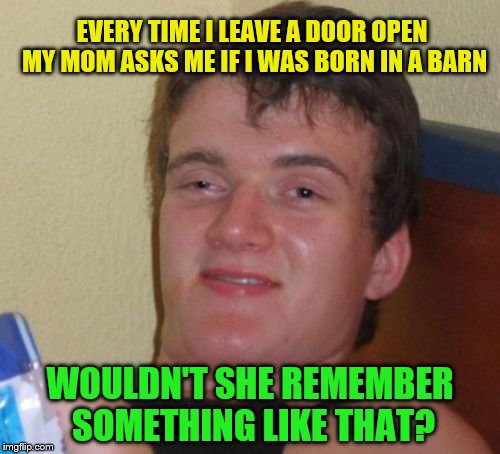 EVERY TIME I LEAVE A DOOR OPEN
MY MOM ASKS ME IF I WAS BORN IN A BARN
WOULDN'T SHE REMEMBER
SOMETHING LIKE THAT?
imgflip.com